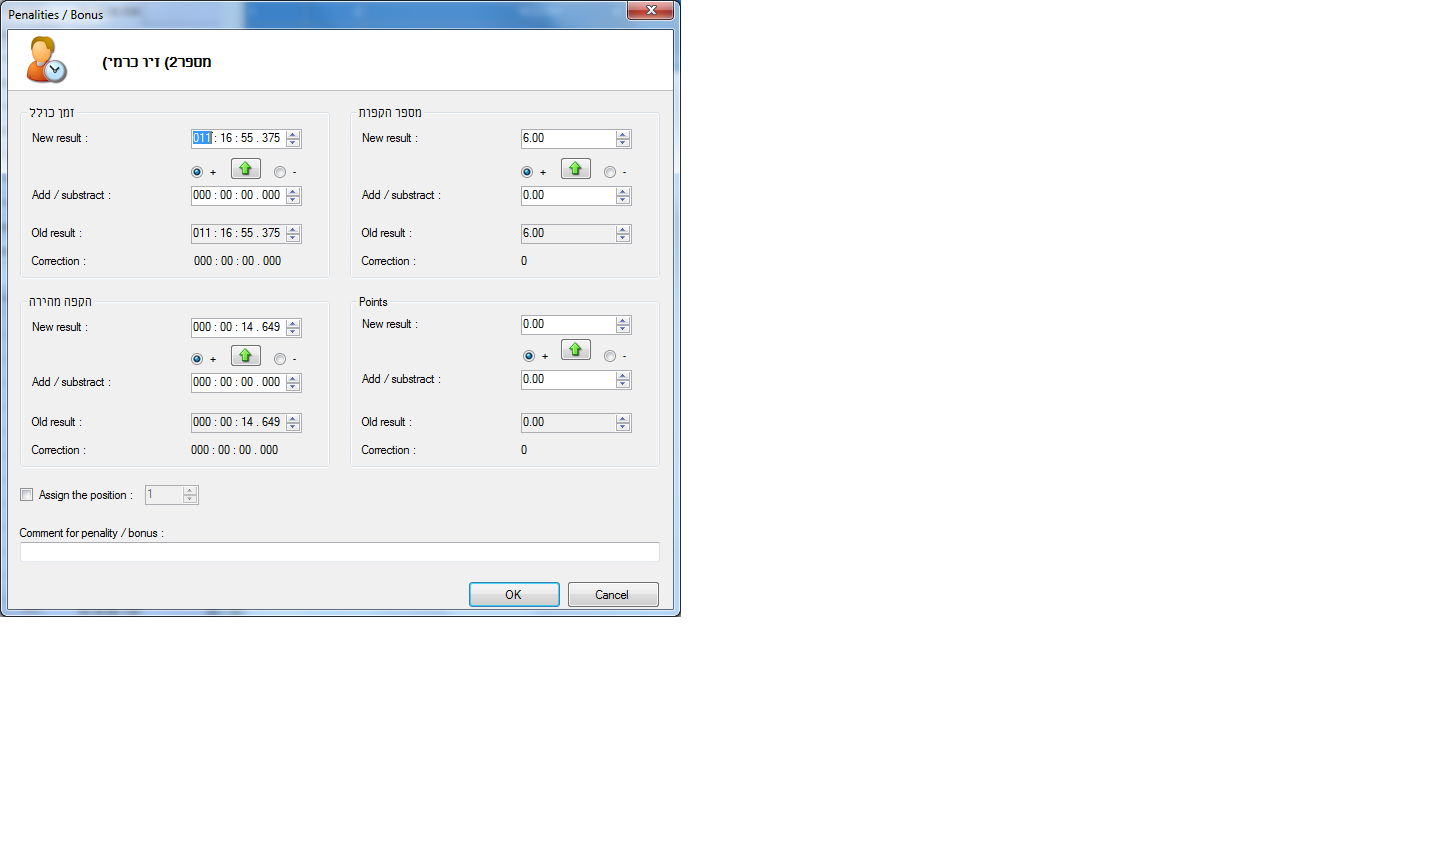 Penalities / Bonus
מספר2) זיו כרמי)
זמן כולל
New result :
011 : 16 : 55 . 375
+
-
Add / substract :
000 : 00 : 00 . 000
Old result :
011 : 16 : 55 . 375
Correction :
000 : 00 : 00 . 000
מספר הקפות
New result :
6.00
+
-
Add / substract :
0.00
Old result :
6.00
Correction :
0
הקפה מהירה
New result :
000 : 00 : 14 . 649
+
-
Add / substract :
000 : 00 : 00 . 000
Old result :
000 : 00 : 14 . 649
Correction :
000 : 00 : 00 . 000
Points
New result :
0.00
+
-
Add / substract :
0.00
Old result :
0.00
Correction :
0
Assign the position :
1
Comment for penality / bonus :
OK
Cancel